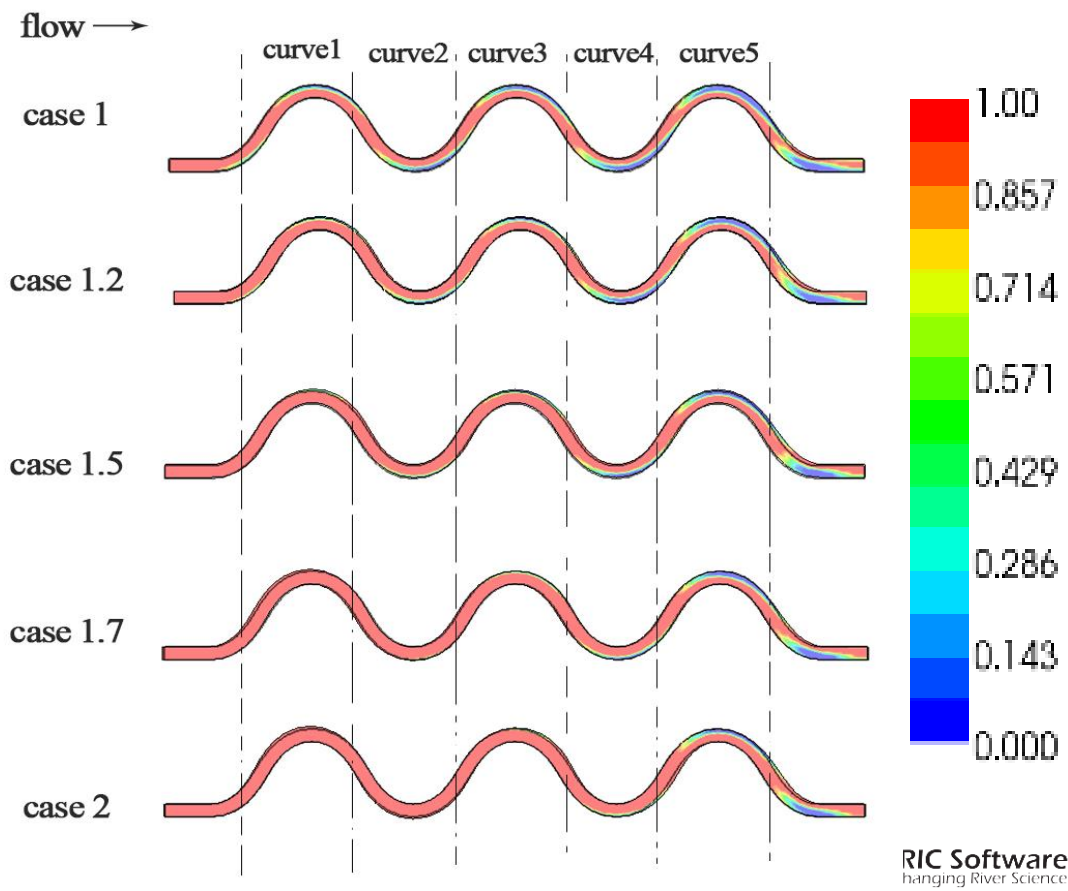 flow
curve1 curve2 curve3 curve4 curve5
case 1
case 1.2
case 1.5
case 1.7
case 2
1.00
0.857
0.714
0.571
0.429
0.286
0.143
0.000
RIC Software
hanging River Science